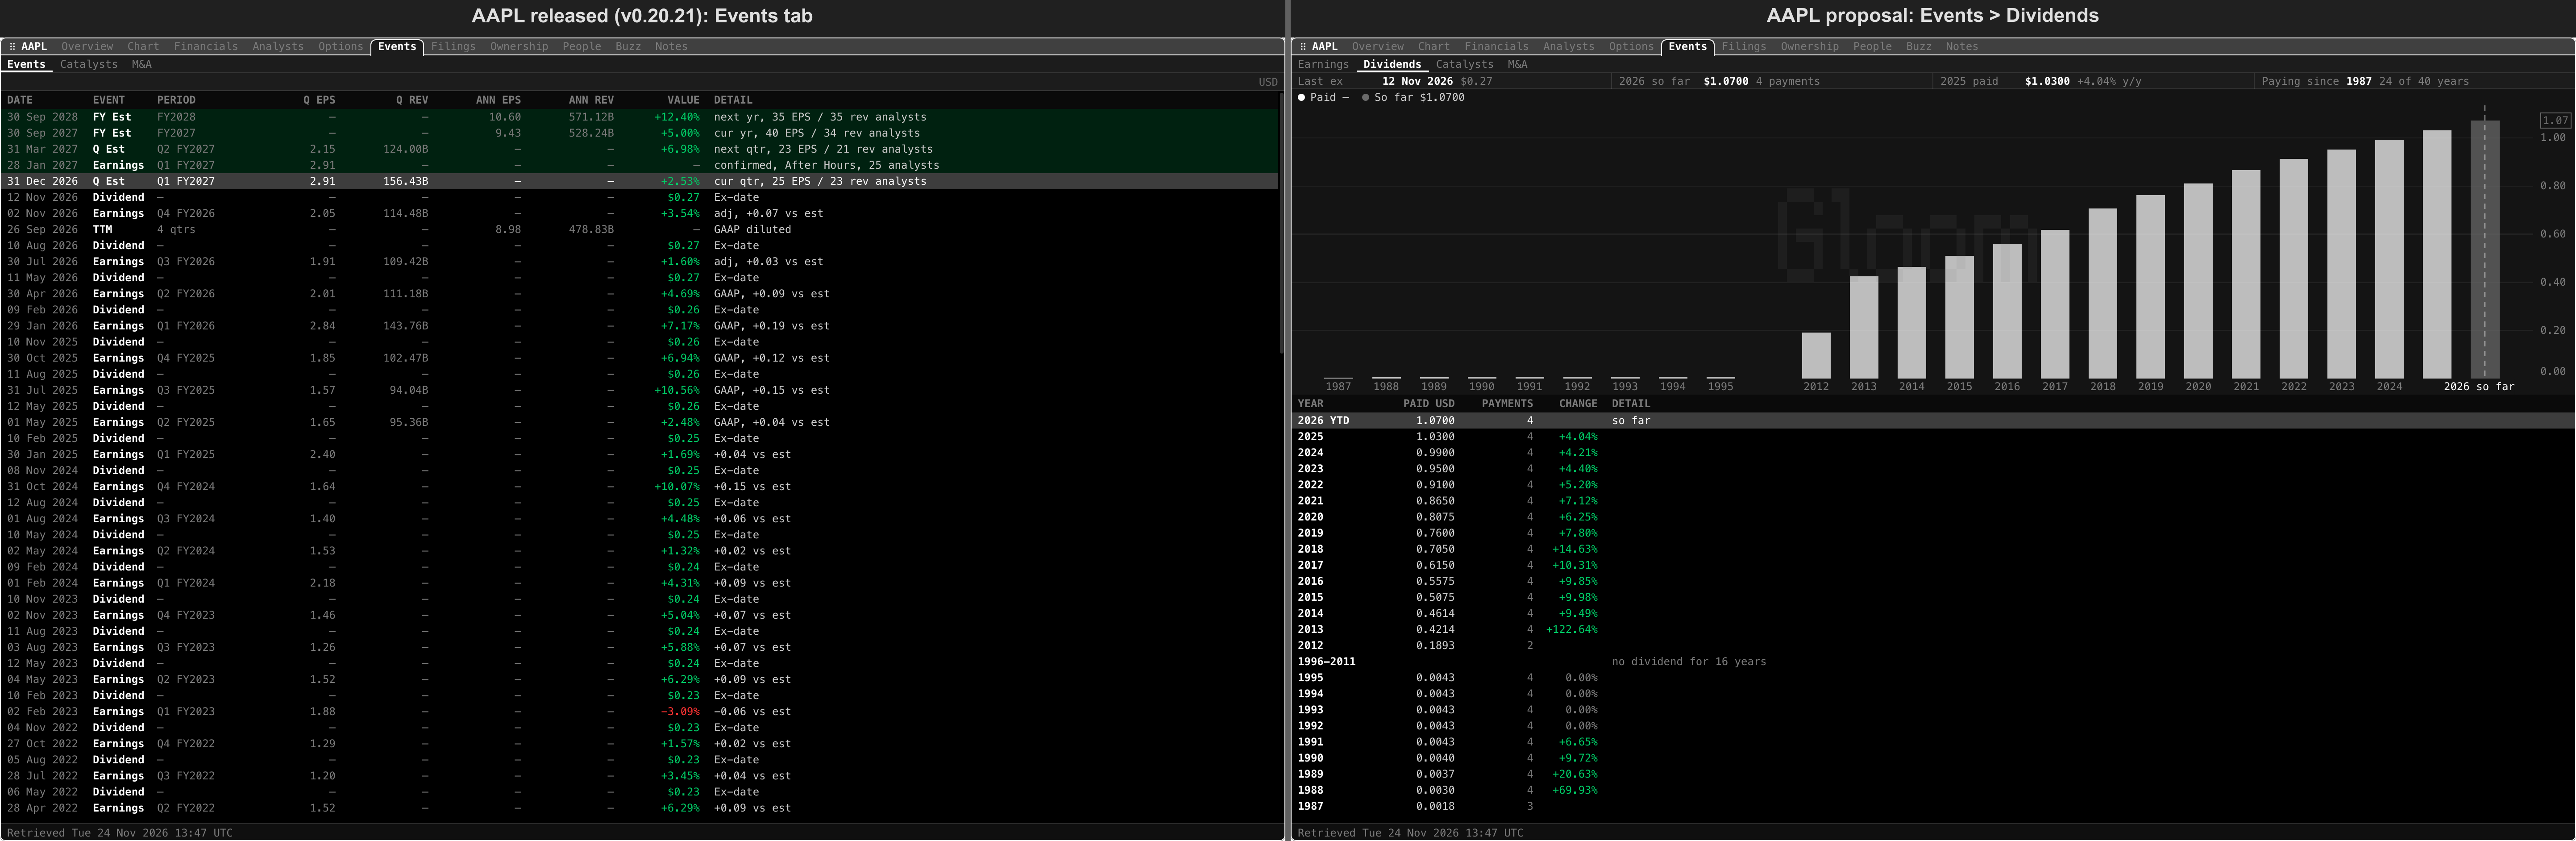 AAPL released (v0.20.21): Events tab
AAPL Overview Chart Financials Analysts Options Events Filings Ownership People Buzz Notes
Events Catalysts M&A
USD
DATE EVENT PERIOD Q EPS Q REV ANN EPS ANN REV VALUE DETAIL
30 Sep 2028 FY Est FY2028 — — 10.60 571.12B +12.40% next yr, 35 EPS / 35 rev analysts
30 Sep 2027 FY Est FY2027 — — 9.43 528.24B +5.00% cur yr, 40 EPS / 34 rev analysts
31 Mar 2027 Q Est Q2 FY2027 2.15 124.00B — — +6.98% next qtr, 23 EPS / 21 rev analysts
28 Jan 2027 Earnings Q1 FY2027 2.91 — — — — confirmed, After Hours, 25 analysts
31 Dec 2026 Q Est Q1 FY2027 2.91 156.43B — — +2.53% cur qtr, 25 EPS / 23 rev analysts
12 Nov 2026 Dividend — — — — — $0.27 Ex-date
02 Nov 2026 Earnings Q4 FY2026 2.05 114.48B — — +3.54% adj, +0.07 vs est
26 Sep 2026 TTM 4 qtrs — — 8.98 478.83B — GAAP diluted
10 Aug 2026 Dividend — — — — — $0.27 Ex-date
30 Jul 2026 Earnings Q3 FY2026 1.91 109.42B — — +1.60% adj, +0.03 vs est
11 May 2026 Dividend — — — — — $0.27 Ex-date
30 Apr 2026 Earnings Q2 FY2026 2.01 111.18B — — +4.69% GAAP, +0.09 vs est
09 Feb 2026 Dividend — — — — — $0.26 Ex-date
29 Jan 2026 Earnings Q1 FY2026 2.84 143.76B — — +7.17% GAAP, +0.19 vs est
10 Nov 2025 Dividend — — — — — $0.26 Ex-date
30 Oct 2025 Earnings Q4 FY2025 1.85 102.47B — — +6.94% GAAP, +0.12 vs est
11 Aug 2025 Dividend — — — — — $0.26 Ex-date
31 Jul 2025 Earnings Q3 FY2025 1.57 94.04B — — +10.56% GAAP, +0.15 vs est
12 May 2025 Dividend — — — — — $0.26 Ex-date
01 May 2025 Earnings Q2 FY2025 1.65 95.36B — — +2.48% GAAP, +0.04 vs est
10 Feb 2025 Dividend — — — — — $0.25 Ex-date
30 Jan 2025 Earnings Q1 FY2025 2.40 — — — +1.69% +0.04 vs est
08 Nov 2024 Dividend — — — — — $0.25 Ex-date
31 Oct 2024 Earnings Q4 FY2024 1.64 — — — +10.07% +0.15 vs est
12 Aug 2024 Dividend — — — — — $0.25 Ex-date
01 Aug 2024 Earnings Q3 FY2024 1.40 — — — +4.48% +0.06 vs est
10 May 2024 Dividend — — — — — $0.25 Ex-date
02 May 2024 Earnings Q2 FY2024 1.53 — — — +1.32% +0.02 vs est
09 Feb 2024 Dividend — — — — — $0.24 Ex-date
01 Feb 2024 Earnings Q1 FY2024 2.18 — — — +4.31% +0.09 vs est
10 Nov 2023 Dividend — — — — — $0.24 Ex-date
02 Nov 2023 Earnings Q4 FY2023 1.46 — — — +5.04% +0.07 vs est
11 Aug 2023 Dividend — — — — — $0.24 Ex-date
03 Aug 2023 Earnings Q3 FY2023 1.26 — — — +5.88% +0.07 vs est
12 May 2023 Dividend — — — — — $0.24 Ex-date
04 May 2023 Earnings Q2 FY2023 1.52 — — — +6.29% +0.09 vs est
10 Feb 2023 Dividend — — — — — $0.23 Ex-date
02 Feb 2023 Earnings Q1 FY2023 1.88 — — — −3.09% −0.06 vs est
04 Nov 2022 Dividend — — — — — $0.23 Ex-date
27 Oct 2022 Earnings Q4 FY2022 1.29 — — — +1.57% +0.02 vs est
05 Aug 2022 Dividend — — — — — $0.23 Ex-date
28 Jul 2022 Earnings Q3 FY2022 1.20 — — — +3.45% +0.04 vs est
06 May 2022 Dividend — — — — — $0.23 Ex-date
28 Apr 2022 Earnings Q2 FY2022 1.52 — — — +6.29% +0.09 vs est
Retrieved Tue 24 Nov 2026 13:47 UTC
AAPL proposal: Events > Dividends
AAPL Overview Chart Financials Analysts Options Events Filings Ownership People Buzz Notes
Earnings Dividends Catalysts M&A
Last ex 12 Nov 2026 $0.27 2026 so far $1.0700 4 payments 2025 paid $1.0300 +4.04% y/y Paying since 1987 24 of 40 years
Paid — So far $1.0700
1.07
1.00
0.80
Gloom
0.60
0.40
0.20
0.00
1987 1988 1989 1990 1991 1992 1993 1994 1995 2012 2013 2014 2015 2016 2017 2018 2019 2020 2021 2022 2023 2024 2026 so far
YEAR PAID USD PAYMENTS CHANGE DETAIL
2026 YTD 1.0700 4 so far
2025 1.0300 4 +4.04%
2024 0.9900 4 +4.21%
2023 0.9500 4 +4.40%
2022 0.9100 4 +5.20%
2021 0.8650 4 +7.12%
2020 0.8075 4 +6.25%
2019 0.7600 4 +7.80%
2018 0.7050 4 +14.63%
2017 0.6150 4 +10.31%
2016 0.5575 4 +9.85%
2015 0.5075 4 +9.98%
2014 0.4614 4 +9.49%
2013 0.4214 4 +122.64%
2012 0.1893 2
1996–2011 no dividend for 16 years
1995 0.0043 4 0.00%
1994 0.0043 4 0.00%
1993 0.0043 4 0.00%
1992 0.0043 4 0.00%
1991 0.0043 4 +6.65%
1990 0.0040 4 +9.72%
1989 0.0037 4 +20.63%
1988 0.0030 4 +69.93%
1987 0.0018 3
Retrieved Tue 24 Nov 2026 13:47 UTC